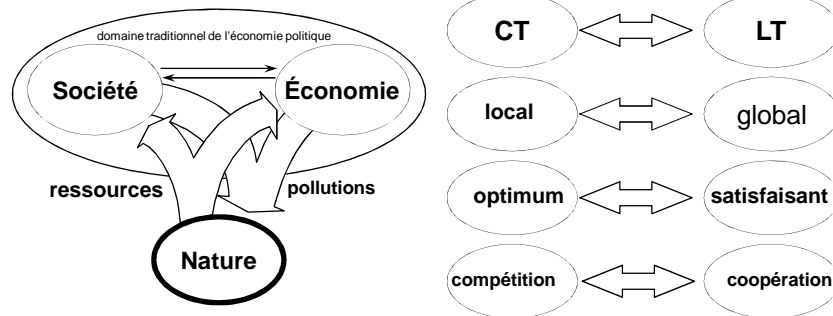 domaine traditionnel de l'économie politique
Société
Économie
ressources
pollutions
Nature
CT
LT
local
global
optimum
satisfaisant
compétition
coopération